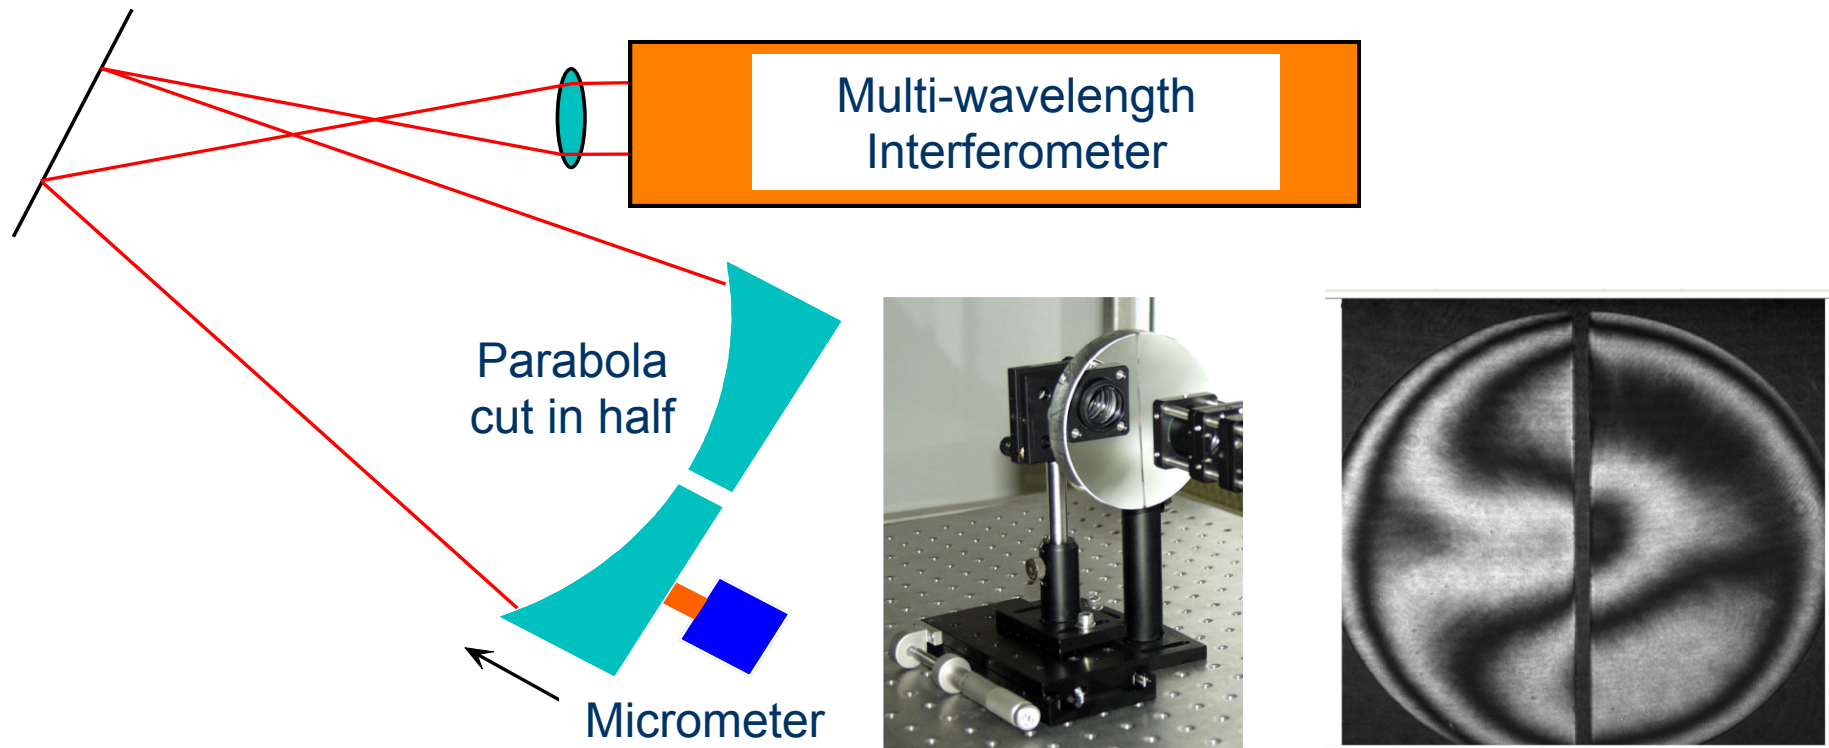 Multi-wavelength
Interferometer
Parabola
cut in half
Micrometer